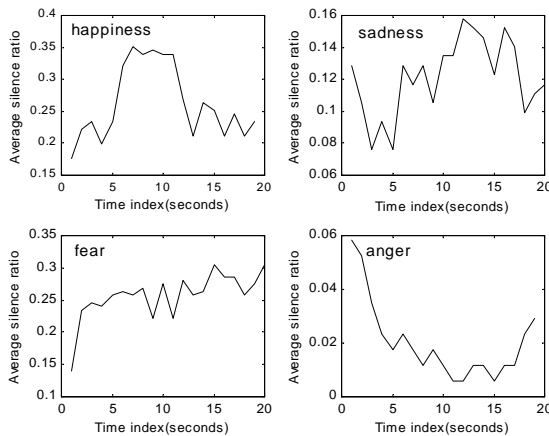 happiness
Average silence ratio
0.4
0.35
0.3
0.25
0.2
0.15
0 5 10 15 20
Time index(seconds)
sadness
Average silence ratio
0.16
0.14
0.12
0.1
0.08
0.06
0 5 10 15 20
Time index(seconds)
fear
Average silence ratio
0.35
0.3
0.25
0.2
0.15
0.1
0 5 10 15 20
Time index(seconds)
anger
Average silence ratio
0.06
0.04
0.02
0
0 5 10 15 20
Time index(seconds)